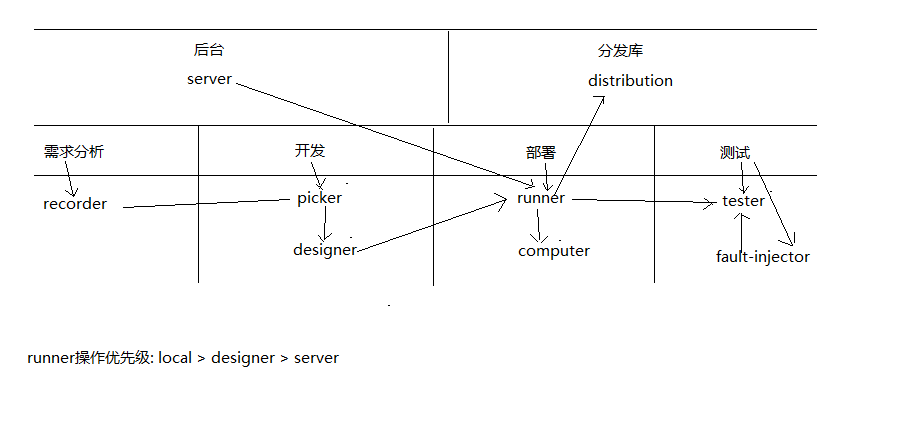 后台
分发库
server
distribution
需求分析
开发
部署
测试
recorder
picker
runner
tester
designer
computer
fault-injector
runner操作优先级: local > designer > server